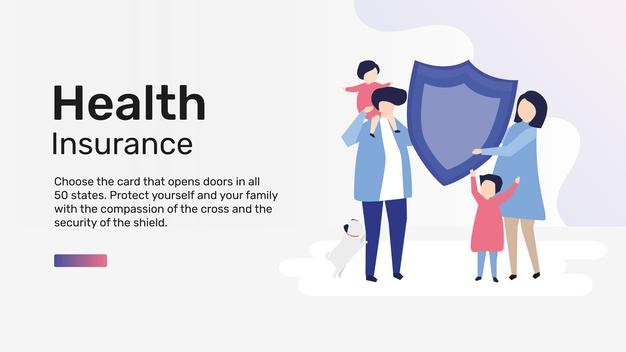 Health
Insurance
Choose the card that opens doors in all
50 states. Protect yourself and your family
with the compassion of the cross and the
security of the shield.